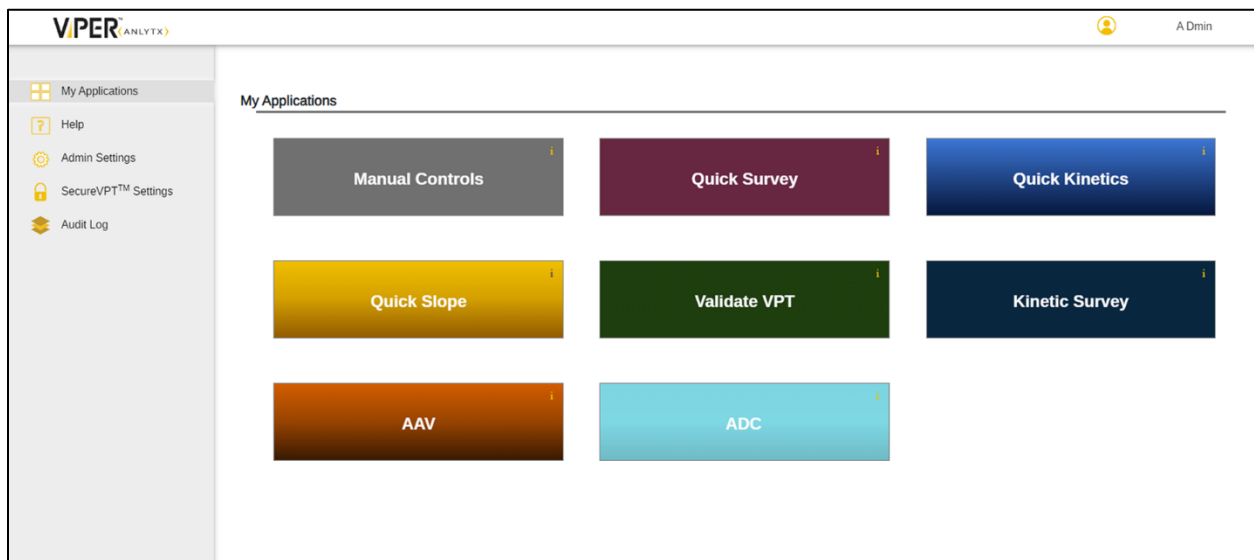 VIPER™ (ANLYTX)
A Dmin
My Applications
Help
Admin Settings
SecureVPT™ Settings
Audit Log
My Applications
Manual Controls i
Quick Survey i
Quick Kinetics i
Quick Slope i
Validate VPT i
Kinetic Survey i
AAV i
ADC i